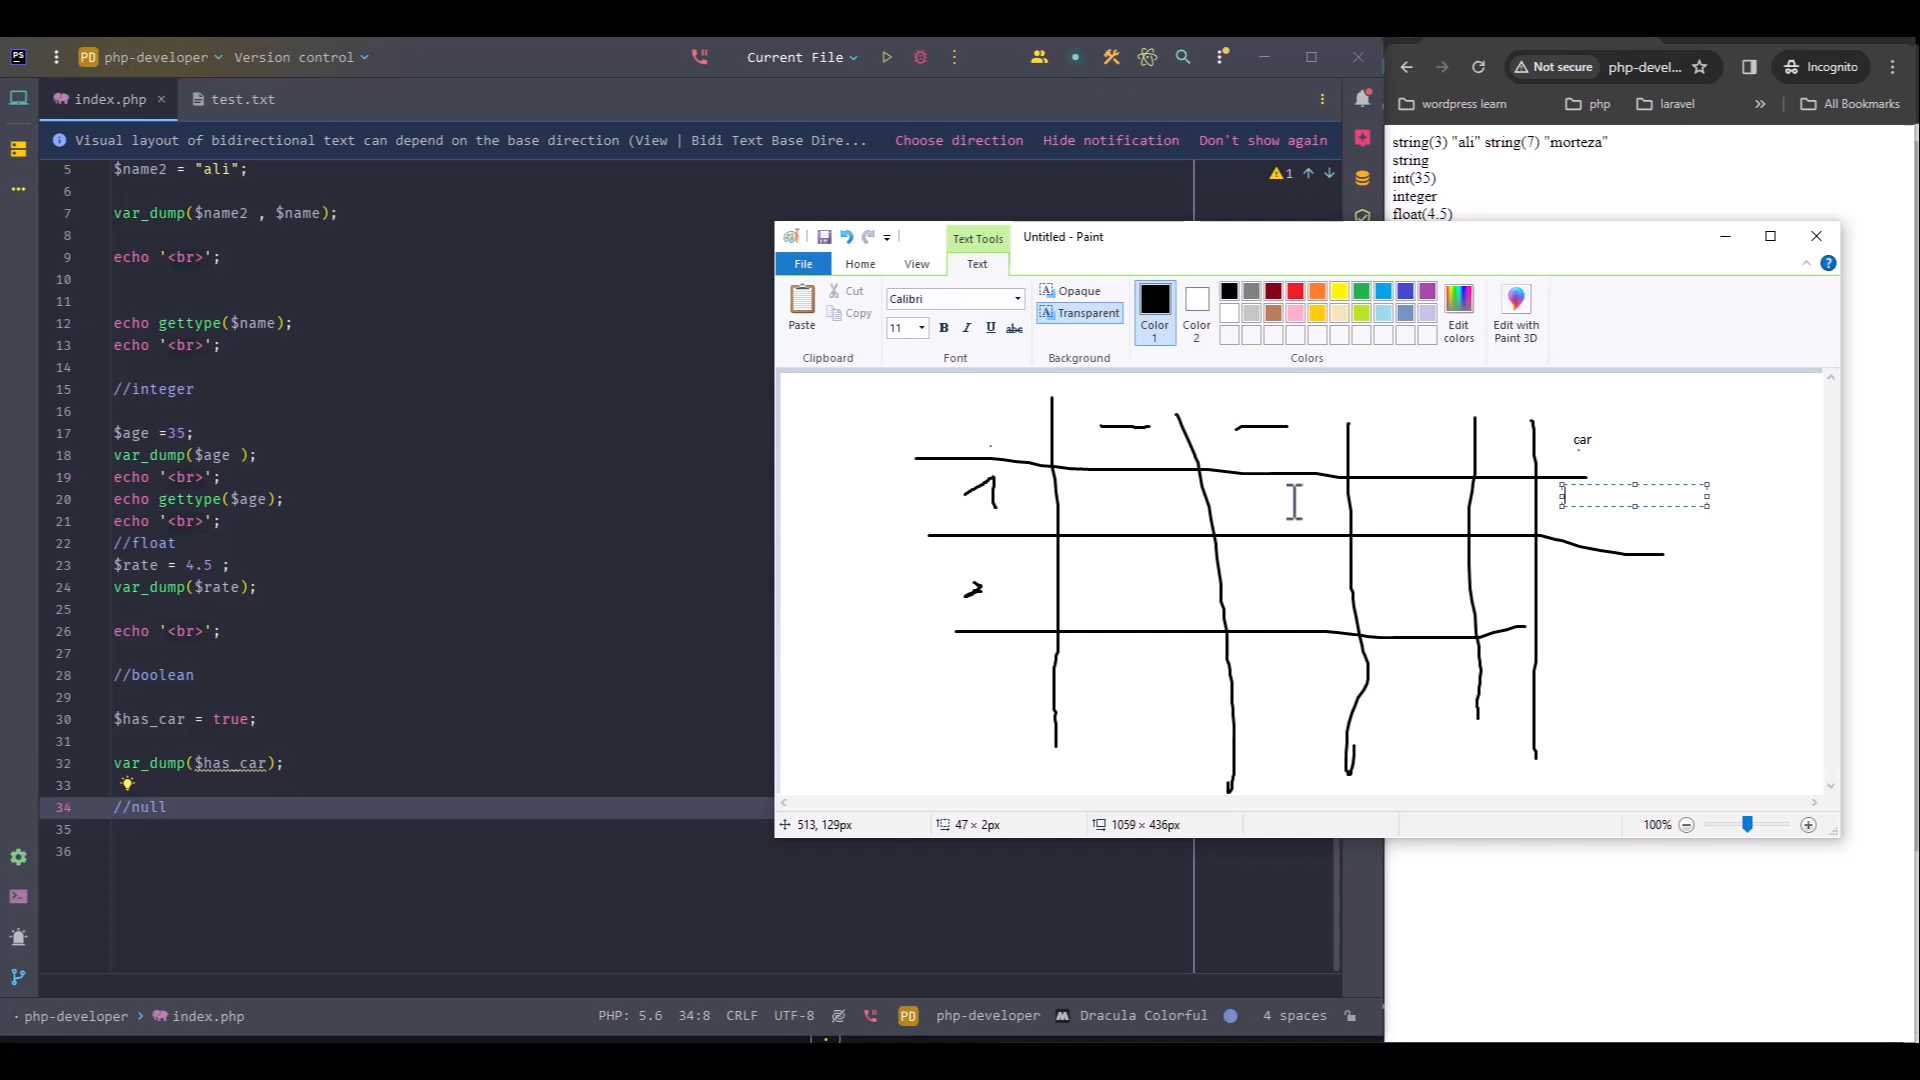 PS
PD php-developer Version control Current File
index.php test.txt
Visual layout of bidirectional text can depend on the base direction (View | Bidi Text Base Dire... Choose direction Hide notification Don't show again
5 $name2 = "ali";
6
7 var_dump($name2 , $name);
8
9 echo '<br>';
10
11
12 echo gettype($name);
13 echo '<br>';
14
15 //integer
16
17 $age =35;
18 var_dump($age );
19 echo '<br>';
20 echo gettype($age);
21 echo '<br>';
22 //float
23 $rate = 4.5 ;
24 var_dump($rate);
25
26 echo '<br>';
27
28 //boolean
29
30 $has_car = true;
31
32 var_dump($has_car);
33
34 //null
35
36
1
php-developer > index.php PHP: 5.6 34:8 CRLF UTF-8 PD php-developer Dracula Colorful 4 spaces
Not secure php-devel... Incognito
wordpress learn php laravel » All Bookmarks
string(3) "ali" string(7) "morteza"
string
int(35)
integer
float(4.5)
Text Tools Untitled - Paint
File Home View Text
Paste Cut Copy
Clipboard
Calibri
11 B I U abc
Font
Opaque
Transparent
Background
Color 1
Color 2
Edit colors
Edit with Paint 3D
Colors
car
513, 129px 47 × 2px 1059 × 436px 100%